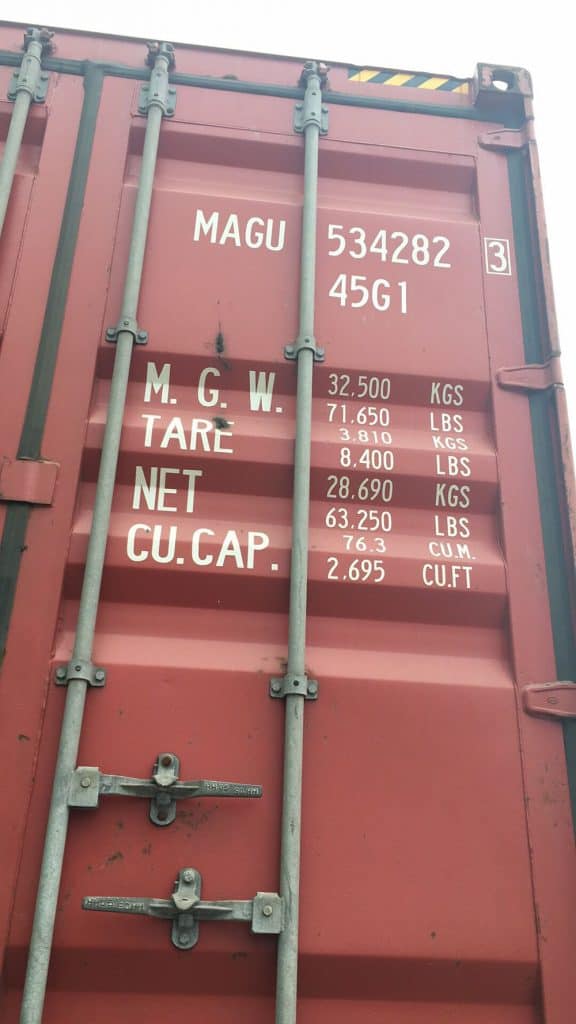 MAGU 534282 3
45G1
M. G. W. 32,500 KGS
71,650 LBS
TARE 3,810 KGS
8,400 LBS
NET 28,690 KGS
63,250 LBS
CU.CAP. 76.3 CU.M.
2,695 CU.FT